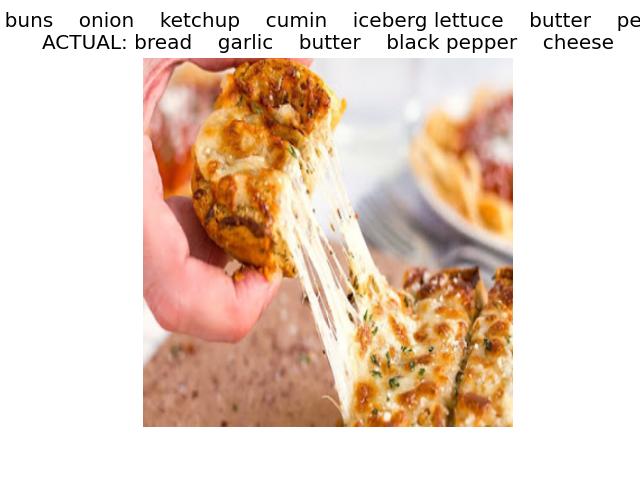 buns onion ketchup cumin iceberg lettuce butter
ACTUAL: bread garlic butter black pepper cheese